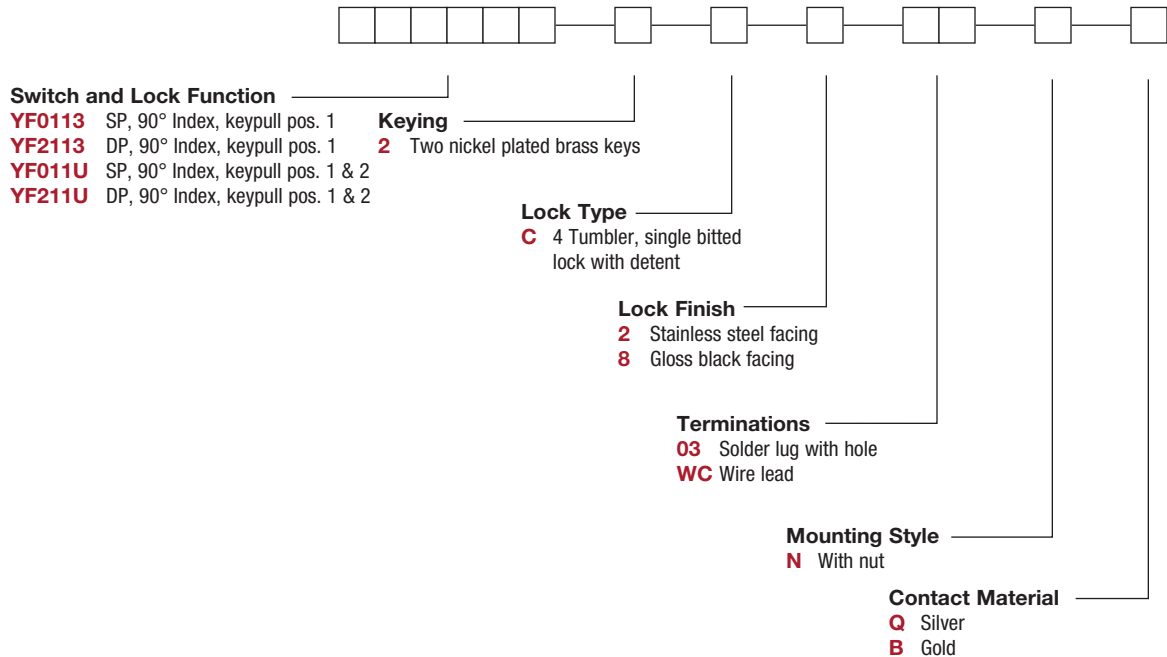 Switch and Lock Function
YF0113 SP, 90° Index, keypull pos. 1
YF2113 DP, 90° Index, keypull pos. 1
YF011U SP, 90° Index, keypull pos. 1 & 2
YF211U DP, 90° Index, keypull pos. 1 & 2
Keying
2 Two nickel plated brass keys
Lock Type
C 4 Tumbler, single bitted
lock with detent
Lock Finish
2 Stainless steel facing
8 Gloss black facing
Terminations
03 Solder lug with hole
WC Wire lead
Mounting Style
N With nut
Contact Material
Q Silver
B Gold